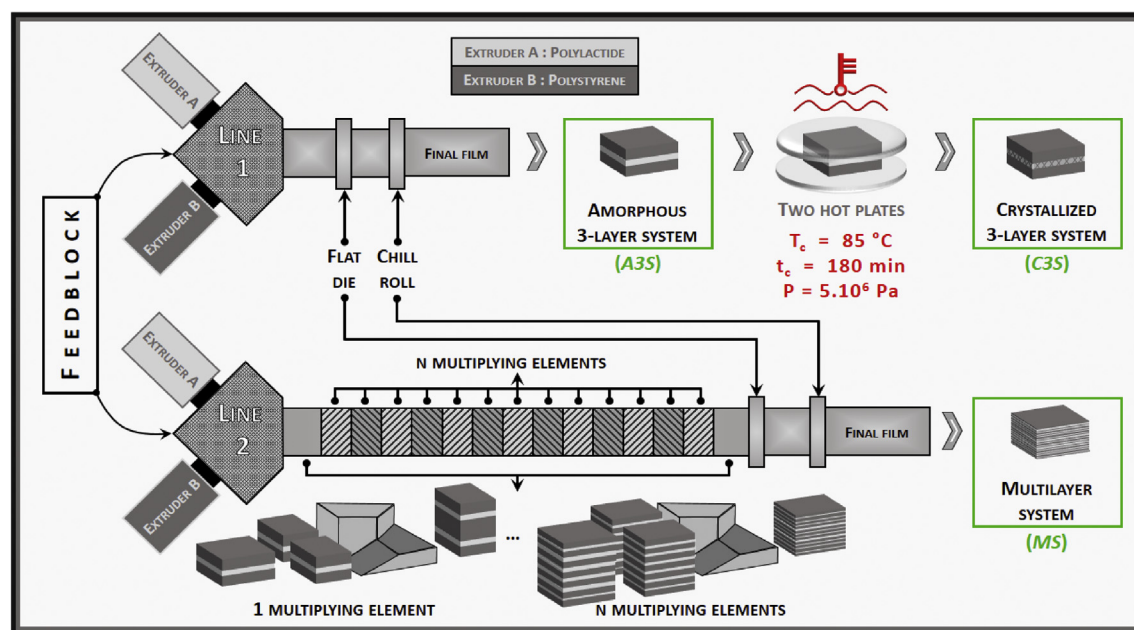 EXTRUDER A : POLYLACTIDE
EXTRUDER B : POLYSTYRENE
EXTRUDER A
LINE 1
EXTRUDER B
FINAL FILM
AMORPHOUS
3-LAYER SYSTEM
(A3S)
TWO HOT PLATES
Tc = 85 °C
tc = 180 min
P = 5.10⁶ Pa
CRYSTALLIZED
3-LAYER SYSTEM
(C3S)
FLAT
DIE
CHILL
ROLL
FEEDBLOCK
N MULTIPLYING ELEMENTS
EXTRUDER A
LINE 2
EXTRUDER B
FINAL FILM
MULTILAYER
SYSTEM
(MS)
...
1 MULTIPLYING ELEMENT
N MULTIPLYING ELEMENTS